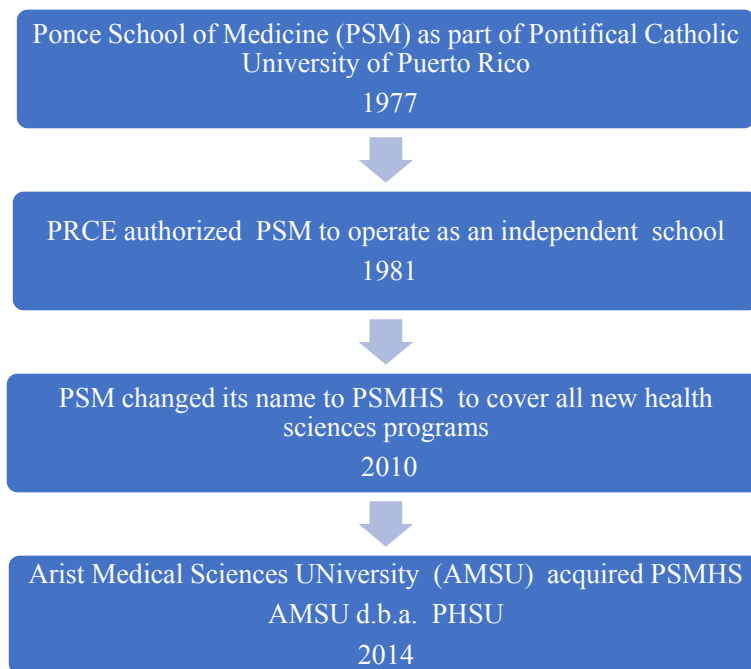 Ponce School of Medicine (PSM) as part of Pontifical Catholic
University of Puerto Rico
1977
PRCE authorized PSM to operate as an independent school
1981
PSM changed its name to PSMHS to cover all new health
sciences programs
2010
Arist Medical Sciences UNiversity (AMSU) acquired PSMHS
AMSU d.b.a. PHSU
2014